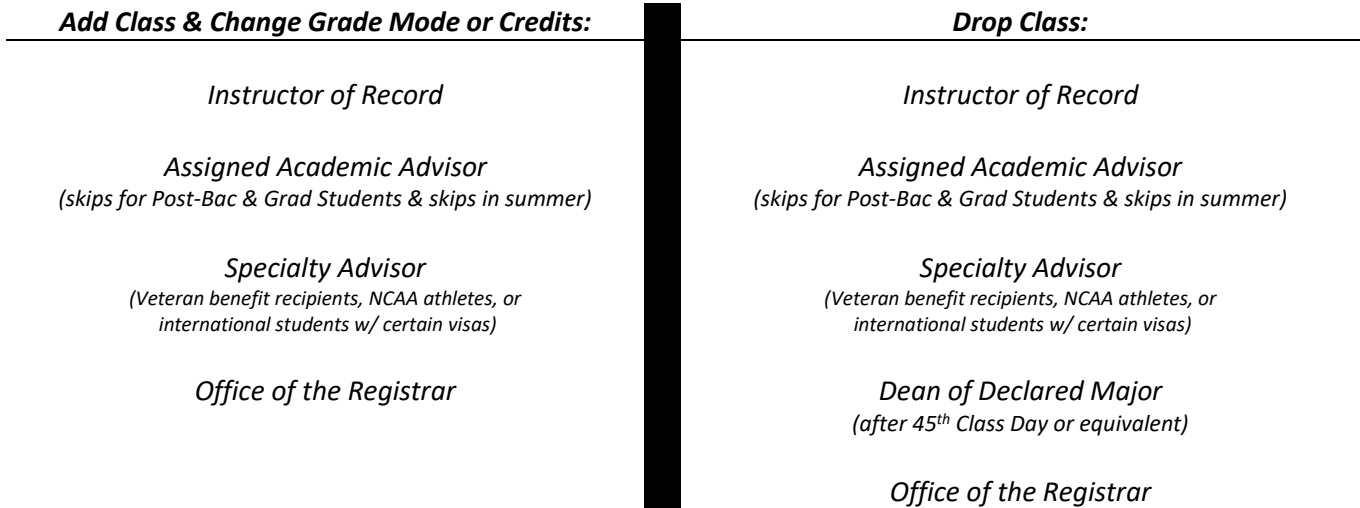 Add Class & Change Grade Mode or Credits:
Instructor of Record
Assigned Academic Advisor
(skips for Post-Bac & Grad Students & skips in summer)
Specialty Advisor
(Veteran benefit recipients, NCAA athletes, or
international students w/ certain visas)
Office of the Registrar
Drop Class:
Instructor of Record
Assigned Academic Advisor
(skips for Post-Bac & Grad Students & skips in summer)
Specialty Advisor
(Veteran benefit recipients, NCAA athletes, or
international students w/ certain visas)
Dean of Declared Major
(after 45th Class Day or equivalent)
Office of the Registrar